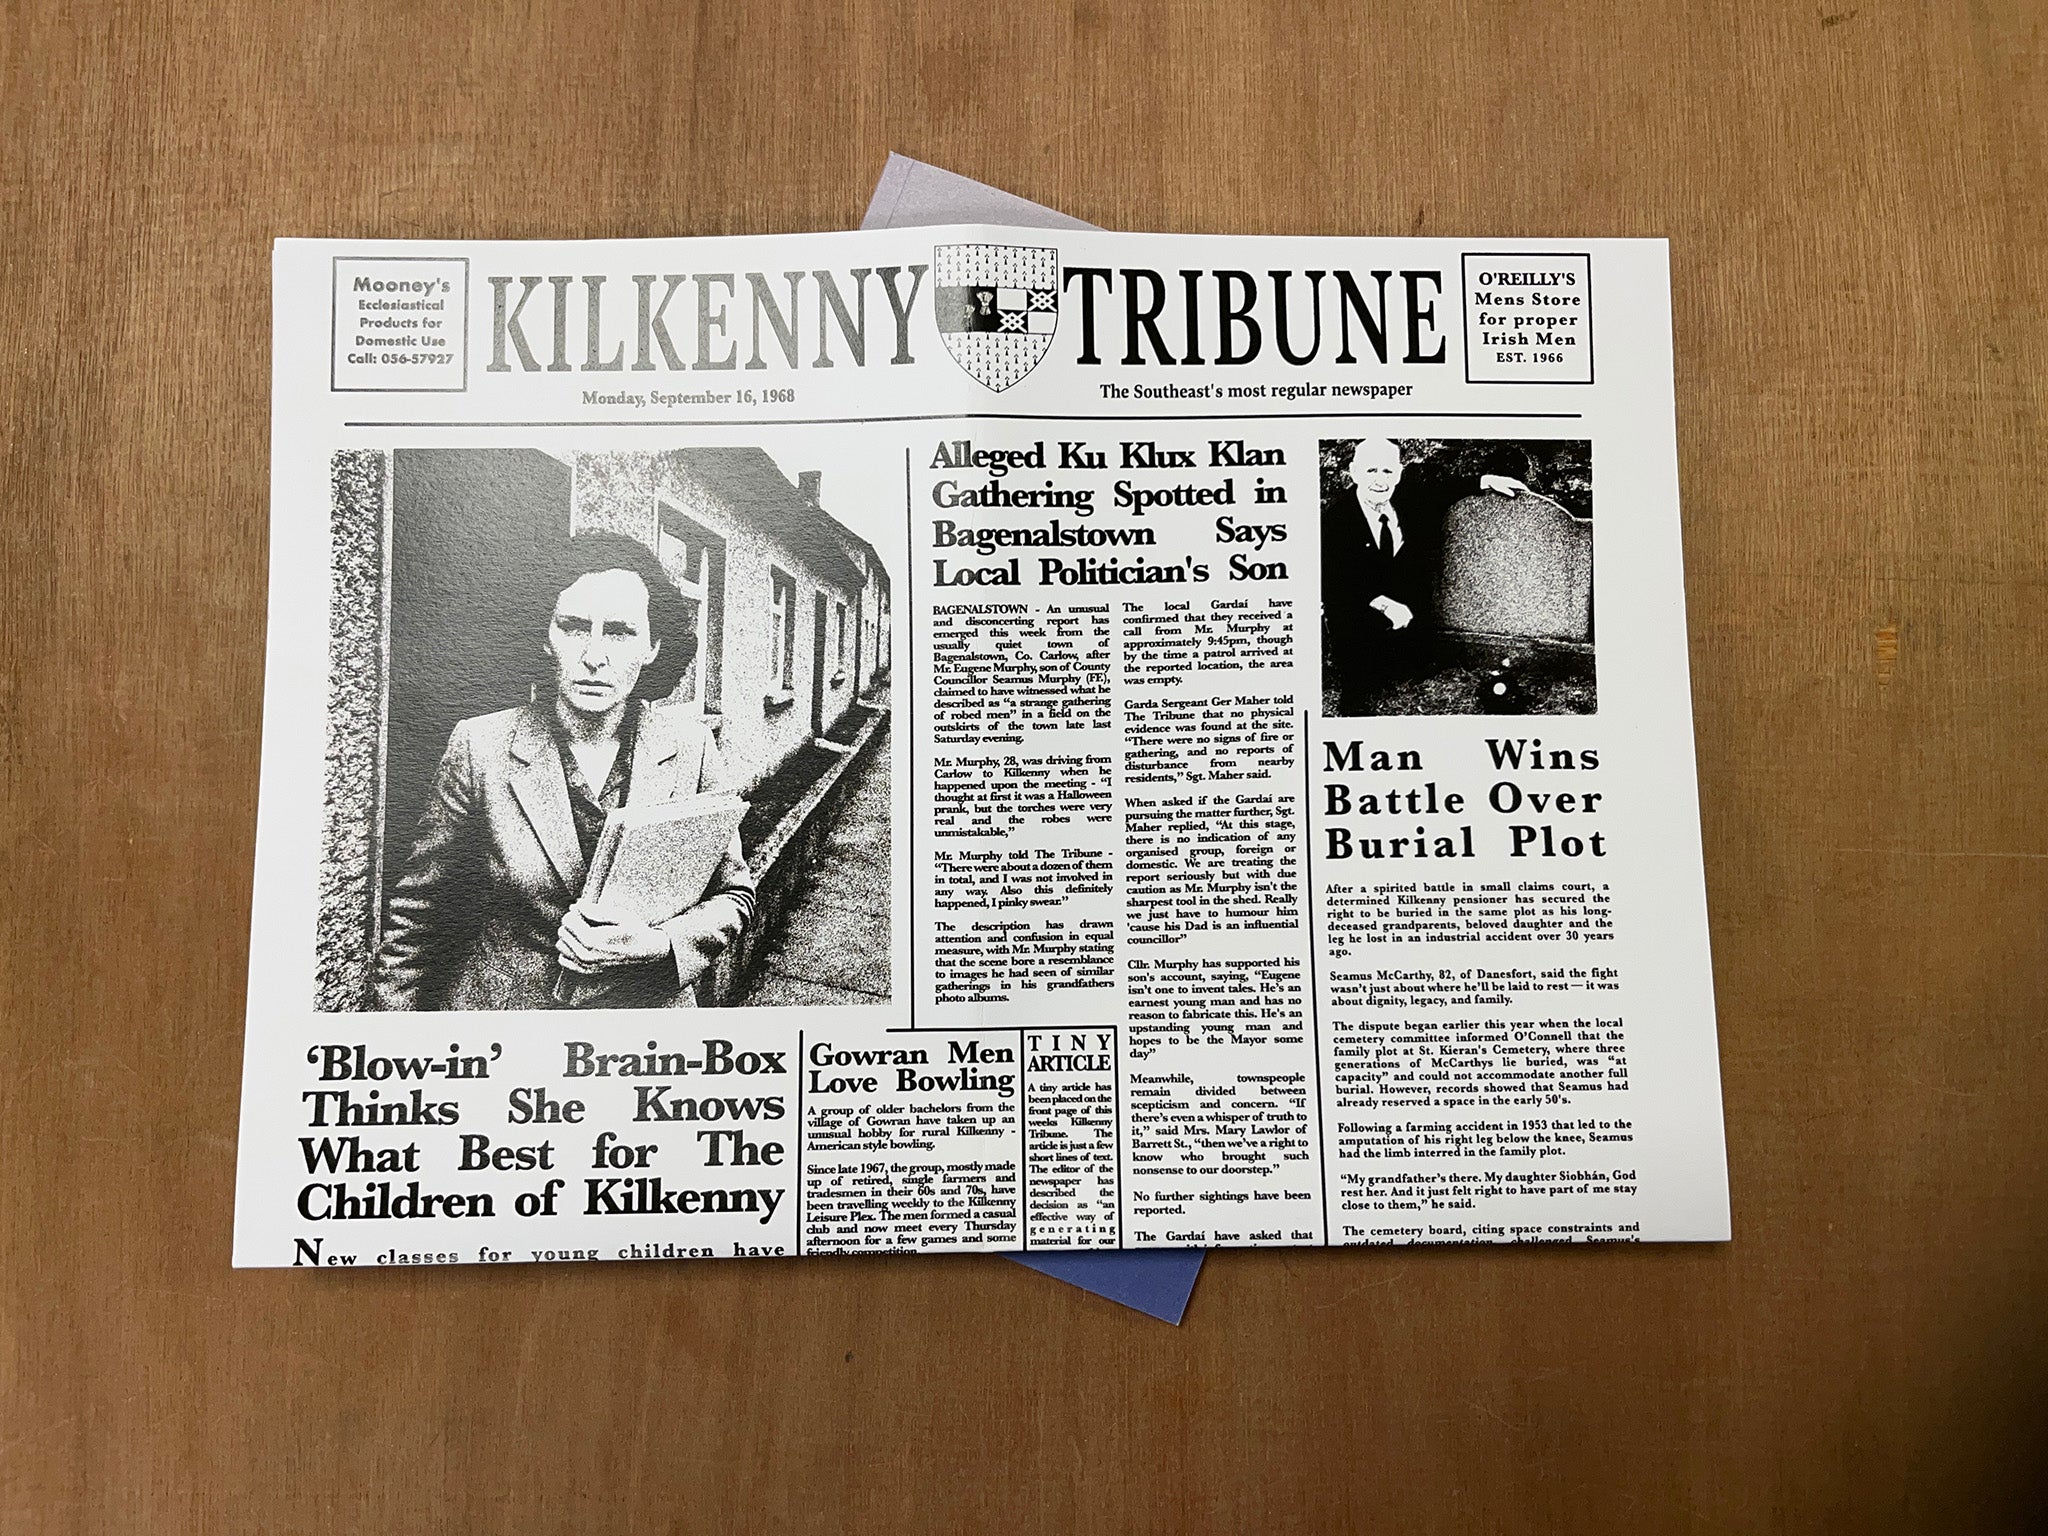 Mooney's
Ecclesiastical
Products for
Domestic Use
Call: 056-57927
KILKENNY TRIBUNE
Monday, September 16, 1968
The Southeast's most regular newspaper
O'REILLY'S
Mens Store
for proper
Irish Men
EST. 1966
‘Blow-in’ Brain-Box
Thinks She Knows
What Best for The
Children of Kilkenny
New classes for young children have
Alleged Ku Klux Klan
Gathering Spotted in
Bagenalstown Says
Local Politician's Son
BAGENALSTOWN - An unusual
and disconcerting report has
emerged this week from the
usually quiet town of
Bagenalstown, Co. Carlow, after
Mr. Eugene Murphy, son of County
Councillor Seamus Murphy (FF),
claimed to have witnessed what he
described as “a strange gathering
of robed men” in a field on the
outskirts of the town late last
Saturday evening.
Mr. Murphy, 28, was driving from
Carlow to Kilkenny when he
happened upon the meeting - “I
thought at first it was a Halloween
prank, but the torches were very
real and the robes were
unmistakable,”
Mr. Murphy told The Tribune -
“There were about a dozen of them
in total, and I was not involved in
any way. Also this definitely
happened, I pinky swear.”
The description has drawn
attention and confusion in equal
measure, with Mr. Murphy stating
that the scene bore a resemblance
to images he had seen of similar
gatherings in his grandfathers
photo albums.
The local Gardaí have
confirmed that they received a
call from Mr. Murphy at
approximately 9:45pm, though
by the time a patrol arrived at
the reported location, the area
was empty.
Garda Sergeant Ger Maher told
The Tribune that no physical
evidence was found at the site.
“There were no signs of fire or
gathering, and no reports of
disturbance from nearby
residents,” Sgt. Maher said.
When asked if the Gardaí are
pursuing the matter further, Sgt.
Maher replied, “At this stage,
there is no indication of any
organised group, foreign or
domestic. We are treating the
report seriously but with due
caution as Mr. Murphy isn't the
sharpest tool in the shed. Really
we just have to humour him
'cause his Dad is an influential
councillor”
Cllr. Murphy has supported his
son's account, saying, “Eugene
isn't one to invent tales. He's an
earnest young man and has no
reason to fabricate this. He's an
upstanding young man and
hopes to be the Mayor some
day”
Meanwhile, townspeople
remain divided between
scepticism and concern. “If
there's even a whisper of truth to
it,” said Mrs. Mary Lawlor of
Barrett St., “then we've a right to
know who brought such
nonsense to our doorstep.”
No further sightings have been
reported.
The Gardaí have asked that
Gowran Men
Love Bowling
A group of older bachelors from the
village of Gowran have taken up an
unusual hobby for rural Kilkenny -
American style bowling.
Since late 1967, the group, mostly made
up of retired, single farmers and
tradesmen in their 60s and 70s, have
been travelling weekly to the Kilkenny
Leisure Plex. The men formed a casual
club and now meet every Thursday
afternoon for a few games and some
friendly competition.
TINY
ARTICLE
A tiny article has
been placed on the
front page of this
weeks Kilkenny
Tribune. The
article is just a few
short lines of text.
The editor of the
newspaper has
described the
decision as “an
effective way of
generating
material for our
Man Wins
Battle Over
Burial Plot
After a spirited battle in small claims court, a
determined Kilkenny pensioner has secured the
right to be buried in the same plot as his long-
deceased grandparents, beloved daughter and the
leg he lost in an industrial accident over 30 years
ago.
Seamus McCarthy, 82, of Danesfort, said the fight
wasn't just about where he'll be laid to rest — it was
about dignity, legacy, and family.
The dispute began earlier this year when the local
cemetery committee informed O'Connell that the
family plot at St. Kieran's Cemetery, where three
generations of McCarthys lie buried, was “at
capacity” and could not accommodate another full
burial. However, records showed that Seamus had
already reserved a space in the early 50's.
Following a farming accident in 1953 that led to the
amputation of his right leg below the knee, Seamus
had the limb interred in the family plot.
“My grandfather's there. My daughter Siobhán, God
rest her. And it just felt right to have part of me stay
close to them,” he said.
The cemetery board, citing space constraints and
outdated documentation, challenged Seamus's